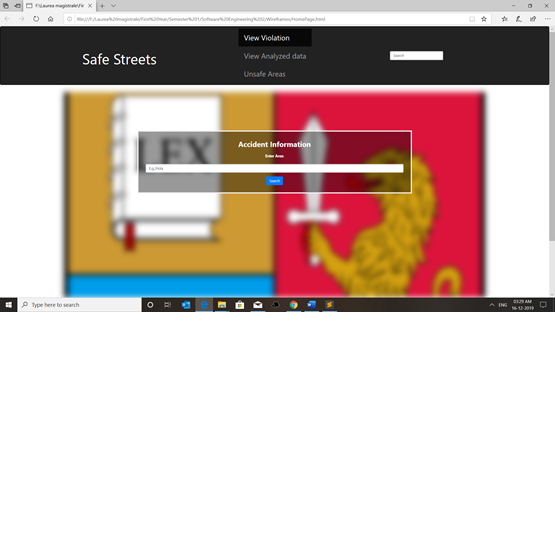 F:\Laurea magistrale\Fir
file:///F:/Laurea%20magistrale/First%20Year/Semester%201/Software%20Engineering%202/Wireframes/HomePage.html
Safe Streets
View Violation
View Analyzed data
Unsafe Areas
Search
LEX
Accident Information
Enter Area
E.g.,Piola
Search
Type here to search
ENG
03:29 AM
16-12-2019